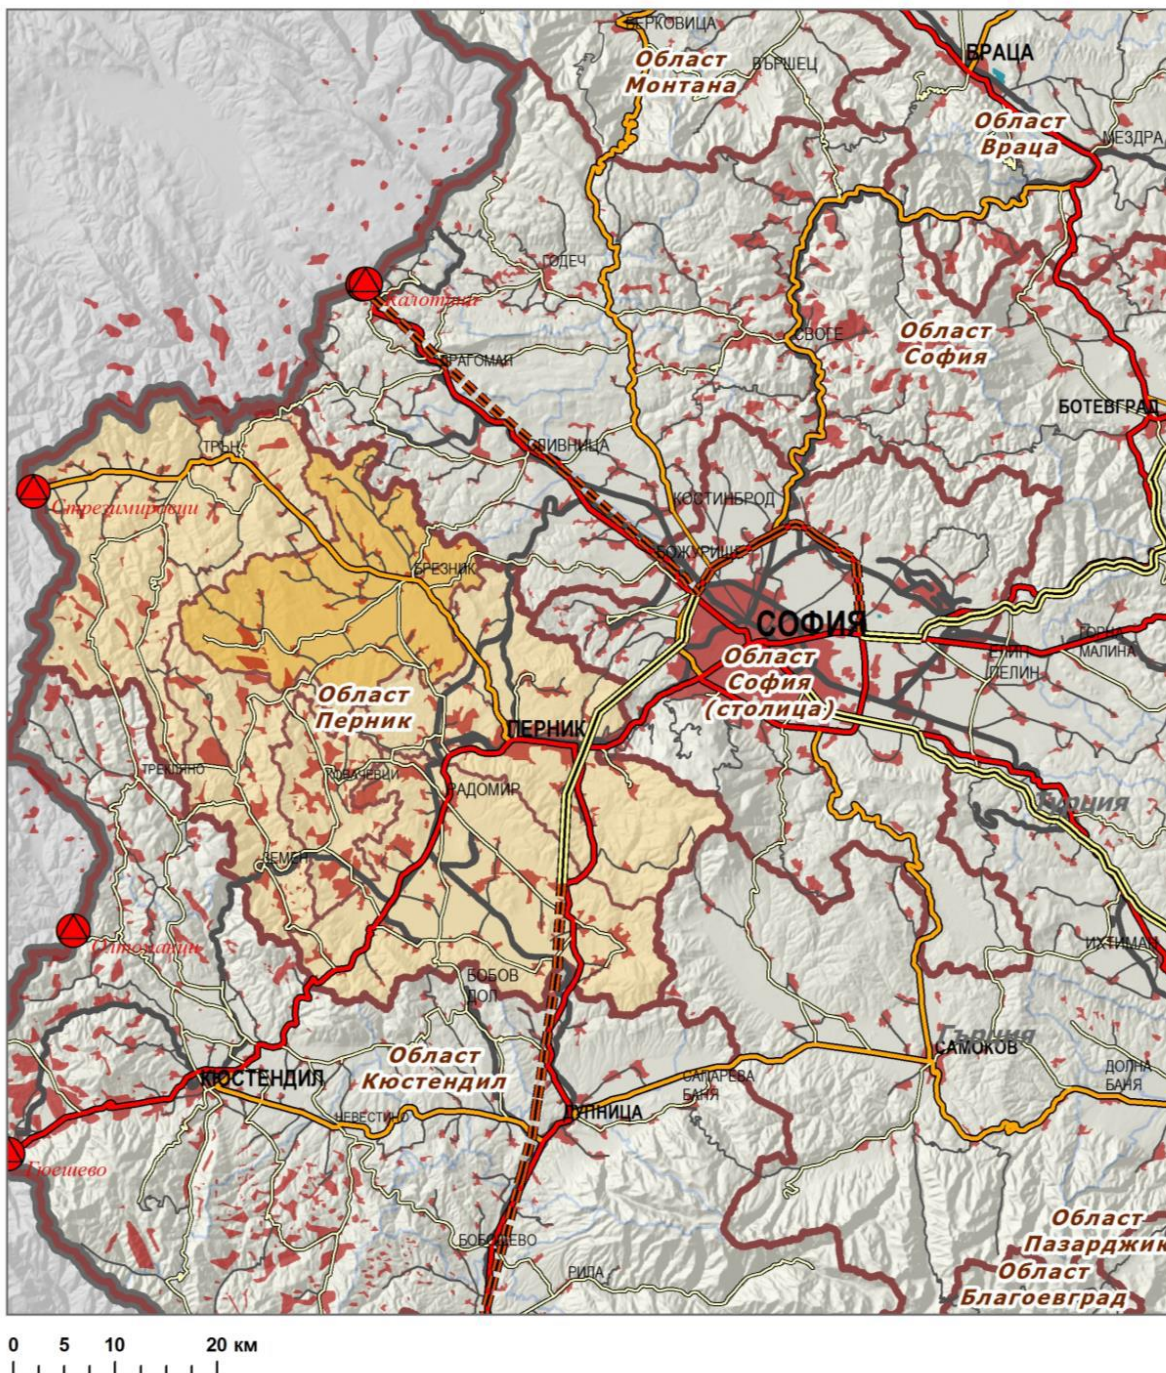 БЕРКОВИЦА
БРАЦА
Област
Монтана
ВЪРШЕЦ
Област
Враца
МЕЗДРА
ГОДЕЧ
Калотина
Област
София
СВОГЕ
ДРАГОМАН
БОТЕВГРАД
ТРЪН
СЛИВНИЦА
КОСТИНБРОД
Стрезимировци
БОЖУРИЩЕ
БРЕЗНИК
СОФИЯ
ГОРНА
МАЛИНА
ЕЛИН
ПЕЛИН
Област
София
(столица)
Област
Перник
ПЕРНИК
ТРЕКЛЯНО
КОВАЧЕВЦИ
РАДОМИР
Гърция
ЗЕМЕН
Олтоманци
ИХТИМАН
БОБОВ
ДОЛ
Гърция
САМОКОВ
Област
Кюстендил
КЮСТЕНДИЛ
САПАРЕВА
БАНЯ
ДОЛНА
БАНЯ
НЕВЕСТИНО
ДУПНИЦА
Гюешево
Област
Пазарджик
БОБОШЕВО
РИЛА
Област
Благоевград
0 5 10 20 км